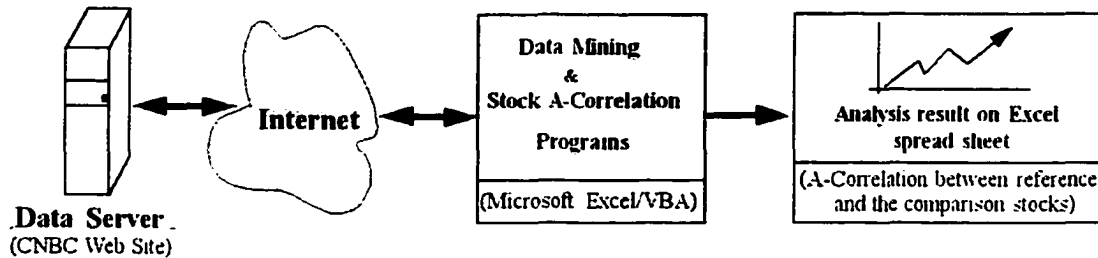 Data Server
(CNBC Web Site)
Internet
Data Mining
&
Stock A-Correlation
Programs
(Microsoft Excel/VBA)
Analysis result on Excel
spread sheet
(A-Correlation between reference
and the comparison stocks)